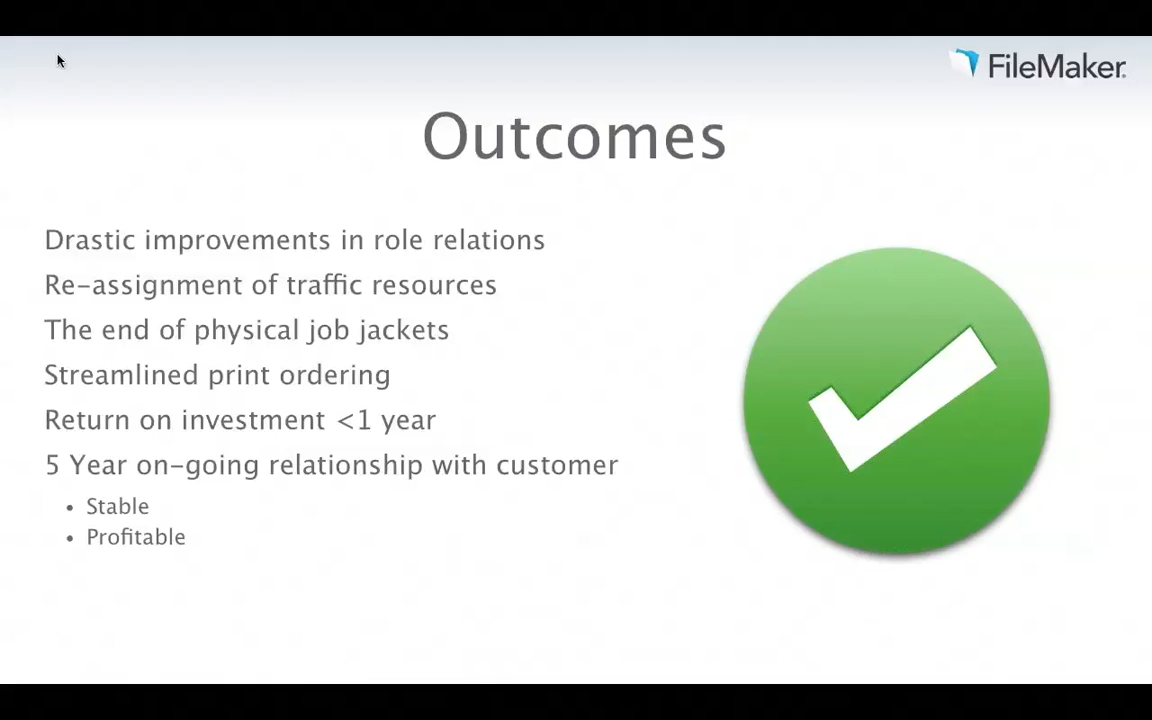 FileMaker
Outcomes
Drastic improvements in role relations
Re-assignment of traffic resources
The end of physical job jackets
Streamlined print ordering
Return on investment <1 year
5 Year on-going relationship with customer
• Stable
• Profitable